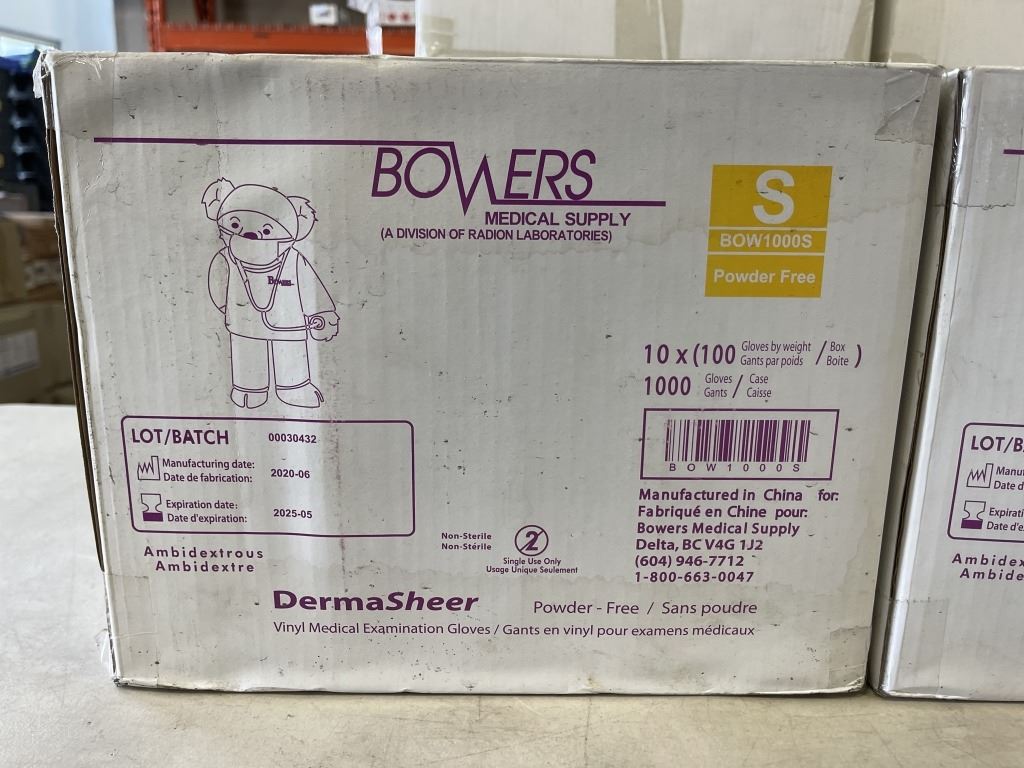 BOWERS
MEDICAL SUPPLY
(A DIVISION OF RADION LABORATORIES)
S
BOW1000S
Powder Free
10 x (100 Gloves by weight / Box )
Gants par poids Boite
1000 Gloves / Case
Gants Caisse
BOW1000S
LOT/BATCH 00030432
Manufacturing date:
Date de fabrication: 2020-06
Expiration date:
Date d'expiration: 2025-05
Ambidextrous
Ambidextre
Non-Sterile
Non-Stérile
2
Single Use Only
Usage Unique Seulement
Manufactured in China for:
Fabriqué en Chine pour:
Bowers Medical Supply
Delta, BC V4G 1J2
(604) 946-7712
1-800-663-0047
DermaSheer Powder - Free / Sans poudre
Vinyl Medical Examination Gloves / Gants en vinyl pour examens médicaux
LOT/B
Manu
Date d
Expirati
Date d'e
Ambidex
Ambide